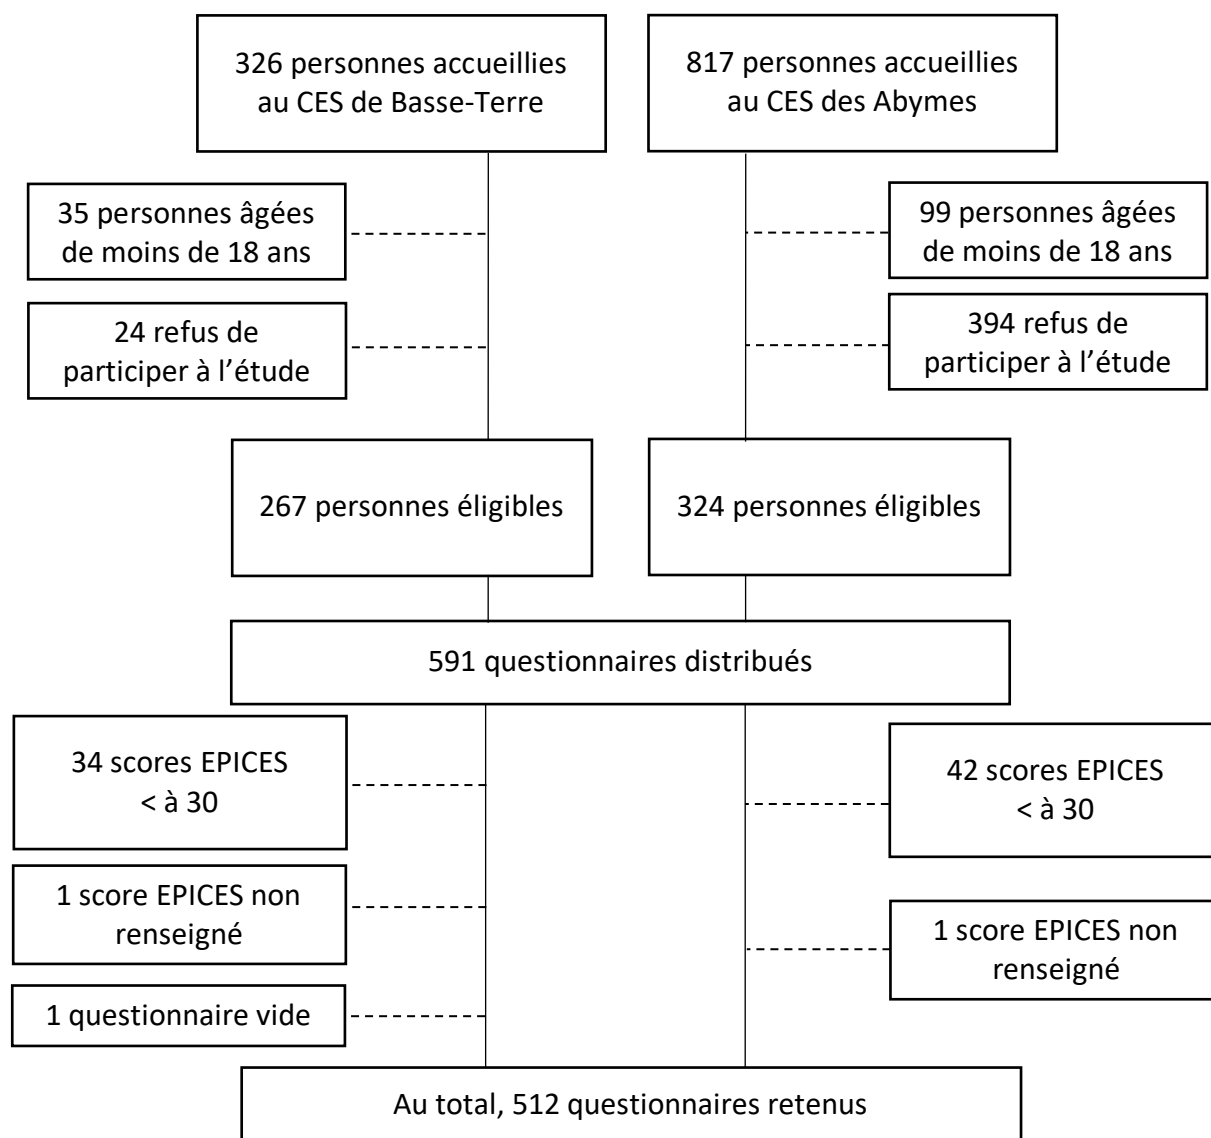 326 personnes accueillies
au CES de Basse-Terre
817 personnes accueillies
au CES des Abymes
35 personnes âgées
de moins de 18 ans
99 personnes âgées
de moins de 18 ans
24 refus de
participer à l’étude
394 refus de
participer à l’étude
267 personnes éligibles
324 personnes éligibles
591 questionnaires distribués
34 scores EPICES
< à 30
42 scores EPICES
< à 30
1 score EPICES non
renseigné
1 score EPICES non
renseigné
1 questionnaire vide
Au total, 512 questionnaires retenus